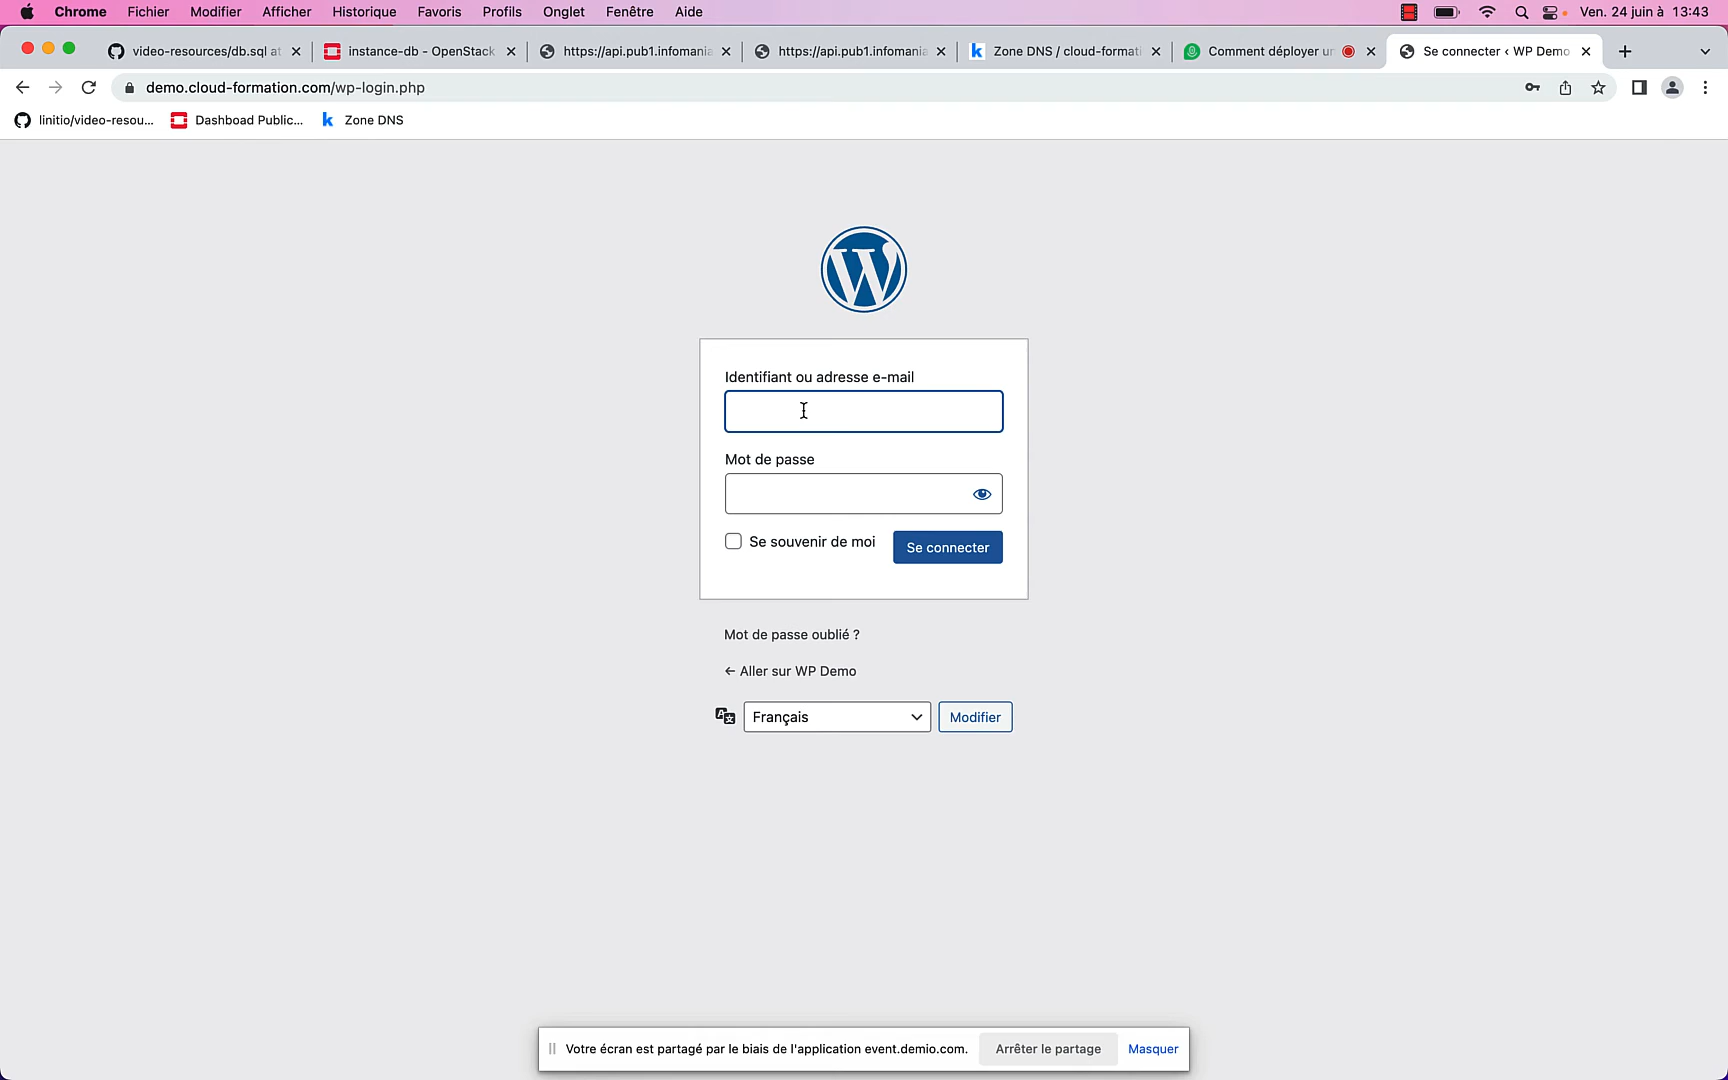 Chrome Fichier Modifier Afficher Historique Favoris Profils Onglet Fenêtre Aide Ven. 24 juin à 13:43
video-resources/db.sql at instance-db - OpenStack https://api.pub1.infomania https://api.pub1.infomania Zone DNS / cloud-formati Comment déployer un Se connecter ‹ WP Demo
demo.cloud-formation.com/wp-login.php
linitio/video-resou... Dashboad Public... Zone DNS
Identifiant ou adresse e-mail
Mot de passe
Se souvenir de moi Se connecter
Mot de passe oublié ?
← Aller sur WP Demo
Français Modifier
Votre écran est partagé par le biais de l'application event.demio.com. Arrêter le partage Masquer